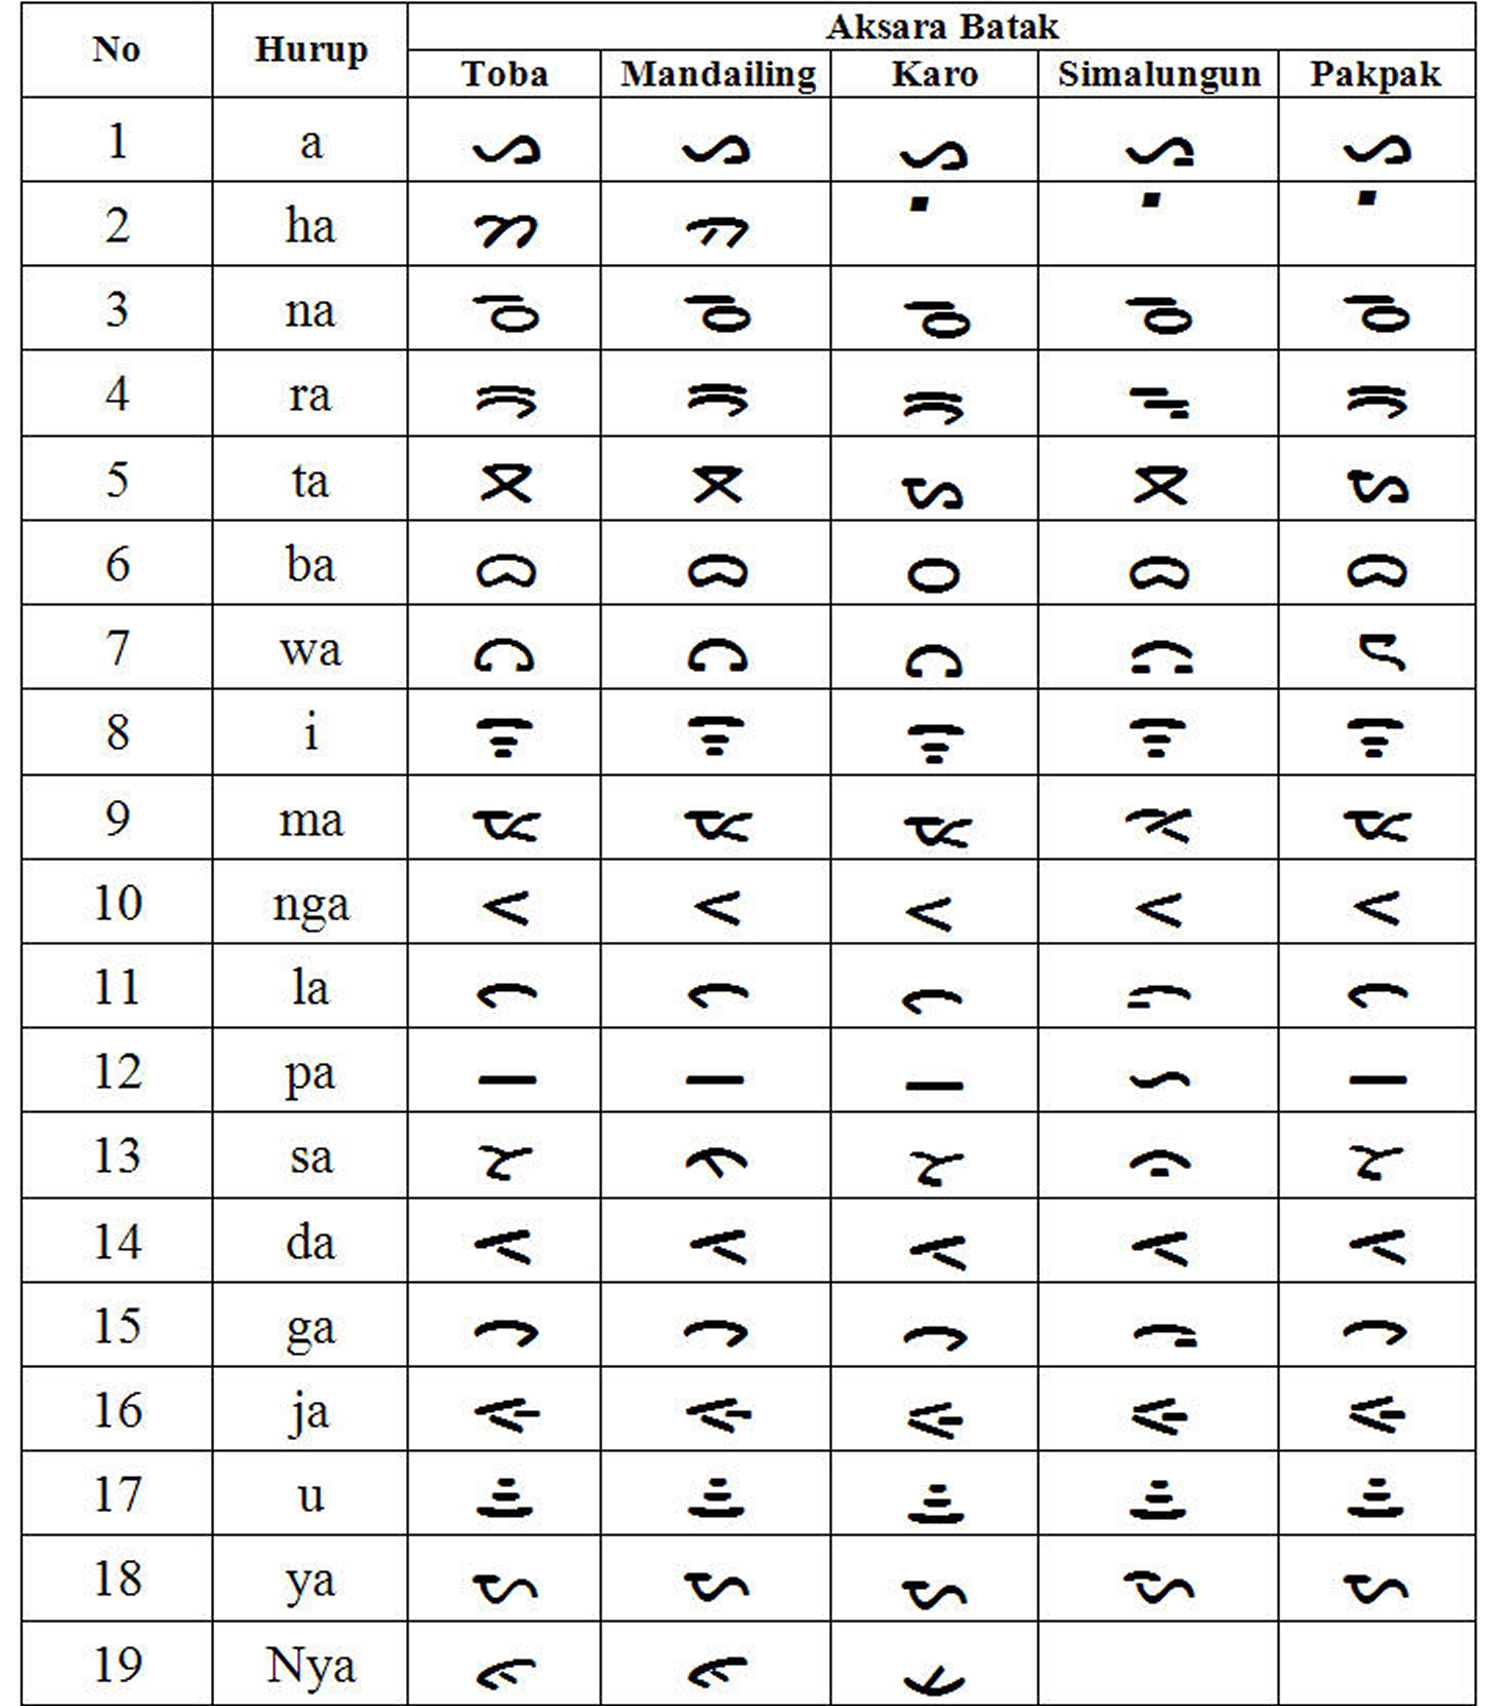 No Hurup Aksara Batak
Toba Mandailing Karo Simalungun Pakpak
1 a ᯀ ᯀ ᯀ ᯁ ᯀ
2 ha ᯂ ᯄ ▪ ▪ ▪
3 na ᯉ ᯉ ᯉ ᯉ ᯉ
4 ra ᯒ ᯒ ᯒ ᯓ ᯒ
5 ta ᯖ ᯖ ᯗ ᯖ ᯗ
6 ba ᯅ ᯅ ᯆ ᯅ ᯅ
7 wa ᯋ ᯋ ᯋ ᯌ ᯍ
8 i ᯤ ᯤ ᯤ ᯤ ᯤ
9 ma ᯔ ᯔ ᯔ ᯕ ᯔ
10 nga ᯝ ᯝ ᯝ ᯝ ᯝ
11 la ᯞ ᯞ ᯞ ᯟ ᯞ
12 pa ᯇ ᯇ ᯇ ᯈ ᯇ
13 sa ᯘ ᯚ ᯘ ᯙ ᯘ
14 da ᯑ ᯑ ᯑ ᯑ ᯑ
15 ga ᯎ ᯎ ᯎ ᯏ ᯎ
16 ja ᯐ ᯐ ᯐ ᯐ ᯐ
17 u ᯥ ᯥ ᯥ ᯥ ᯥ
18 ya ᯛ ᯛ ᯛ ᯜ ᯛ
19 Nya ᯠ ᯠ